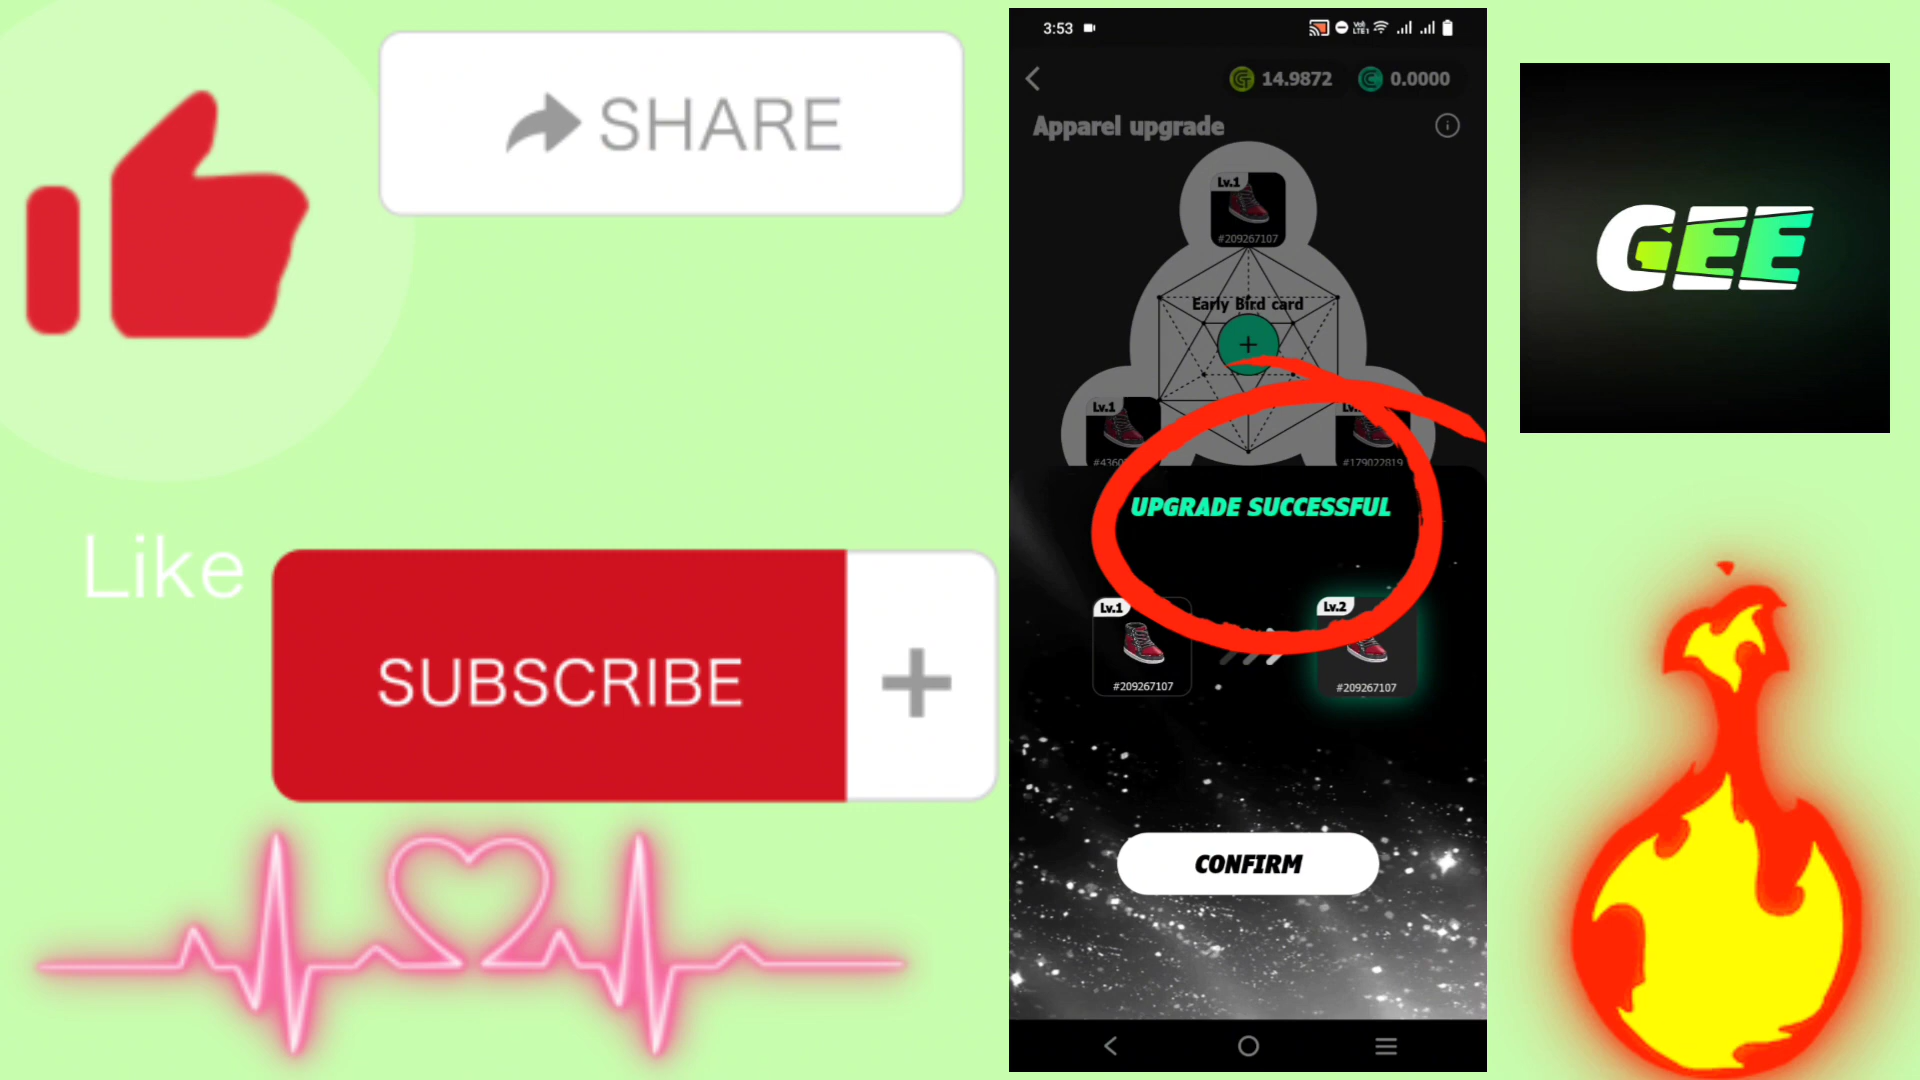 SHARE
Like
SUBSCRIBE
3:53
14.9872
0.0000
Apparel upgrade
Lv.1
#209267107
Early Bird card
Lv.1
#179022819
UPGRADE SUCCESSFUL
Lv.1
Lv.2
#209267107
#209267107
CONFIRM
GEE